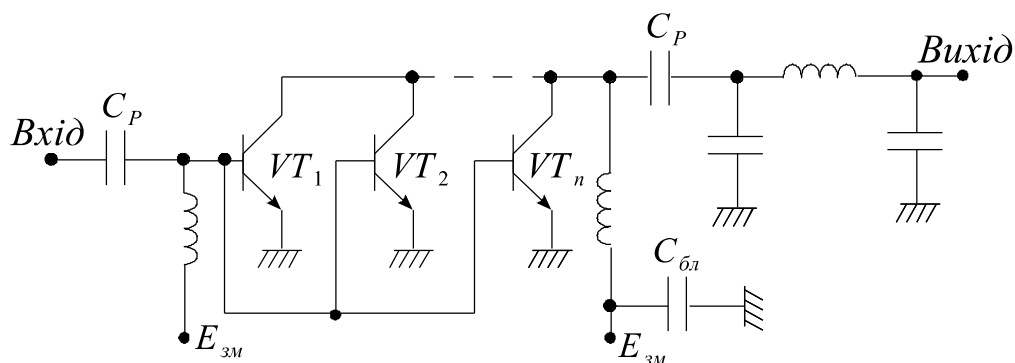 Вхід
C_P
VT_1
VT_2
VT_n
C_P
Вихід
E_зм
C_бл
E_зм